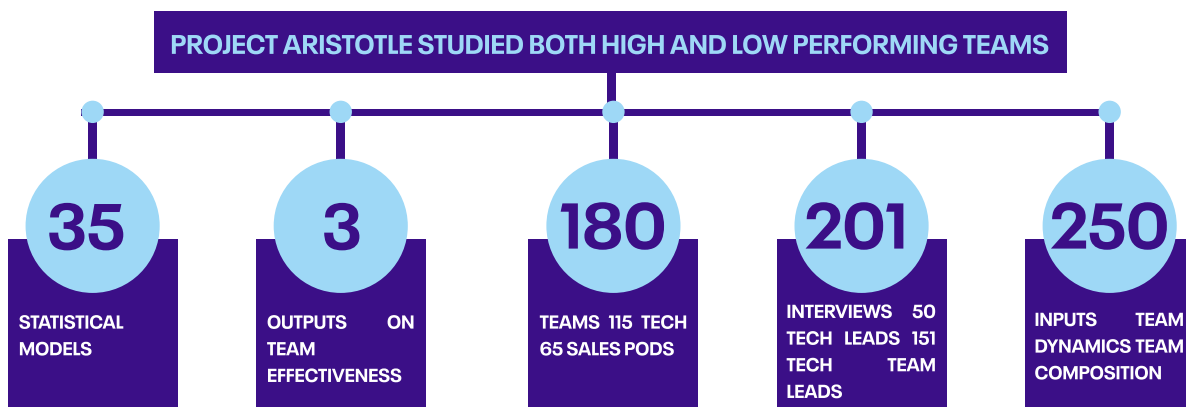 PROJECT ARISTOTLE STUDIED BOTH HIGH AND LOW PERFORMING TEAMS
35
STATISTICAL
MODELS
3
OUTPUTS ON
TEAM
EFFECTIVENESS
180
TEAMS 115 TECH
65 SALES PODS
201
INTERVIEWS 50
TECH LEADS 151
TECH TEAM
LEADS
250
INPUTS TEAM
DYNAMICS TEAM
COMPOSITION